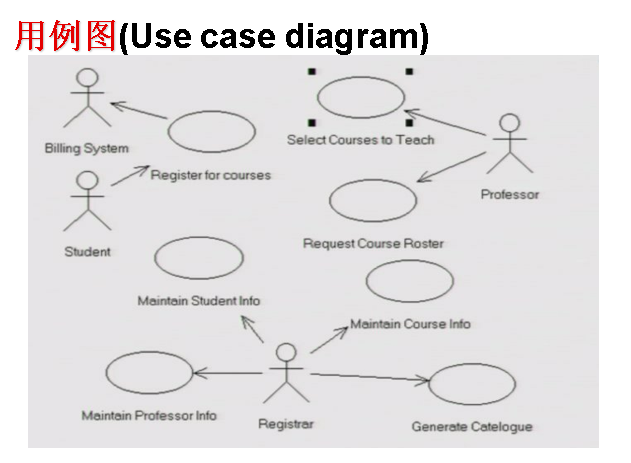 用例图(Use case diagram)
Billing System
Select Courses to Teach
Register for courses
Professor
Student
Request Course Roster
Maintain Student Info
Maintain Course Info
Maintain Professor Info
Registrar
Generate Catelogue